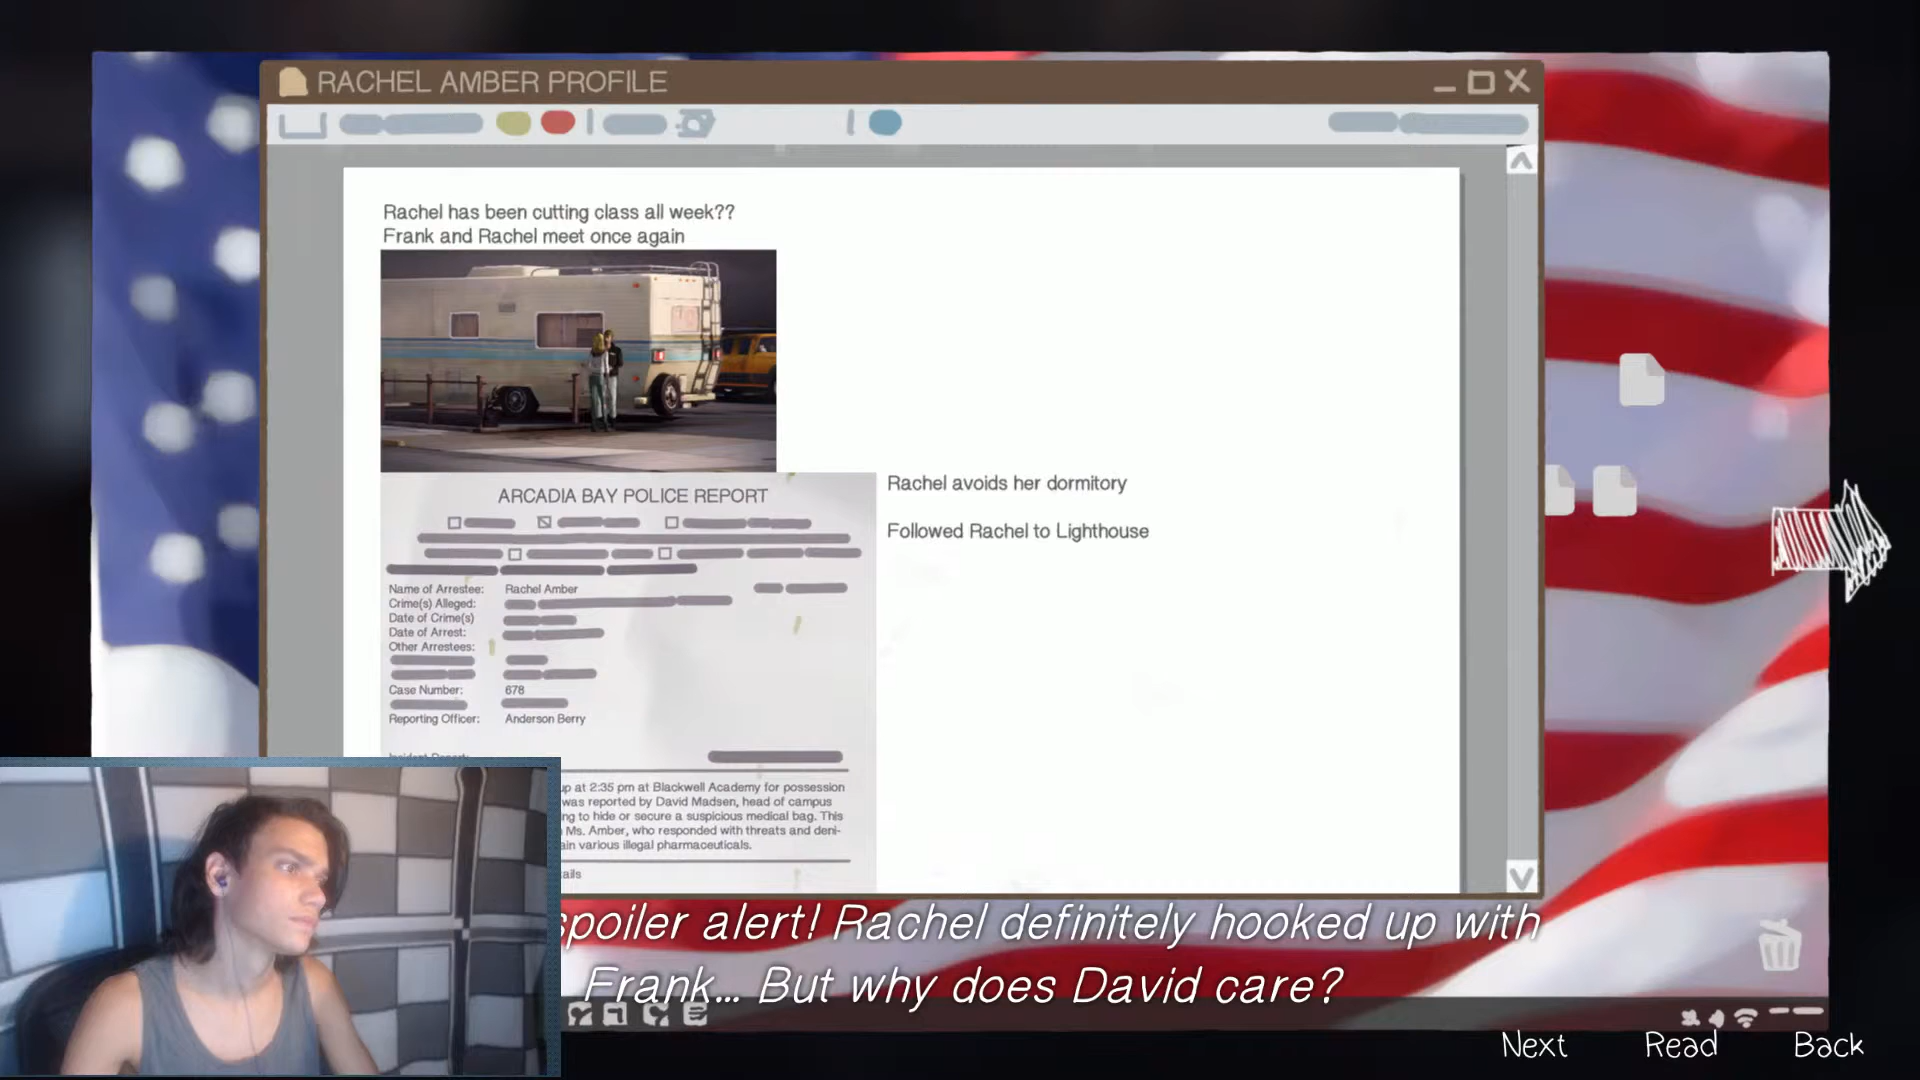 RACHEL AMBER PROFILE
Rachel has been cutting class all week??
Frank and Rachel meet once again
ARCADIA BAY POLICE REPORT
Name of Arrestee: Rachel Amber
Crime(s) Alleged:
Date of Crime(s)
Date of Arrest:
Other Arrestees:
Case Number: 678
Reporting Officer: Anderson Berry
up at 2:35 pm at Blackwell Academy for possession
was reported by David Madsen, head of campus
ng to hide or secure a suspicious medical bag. This
Ms. Amber, who responded with threats and deni-
ain various illegal pharmaceuticals.
ails
Rachel avoids her dormitory
Followed Rachel to Lighthouse
spoiler alert! Rachel definitely hooked up with
Frank... But why does David care?
Next Read Back